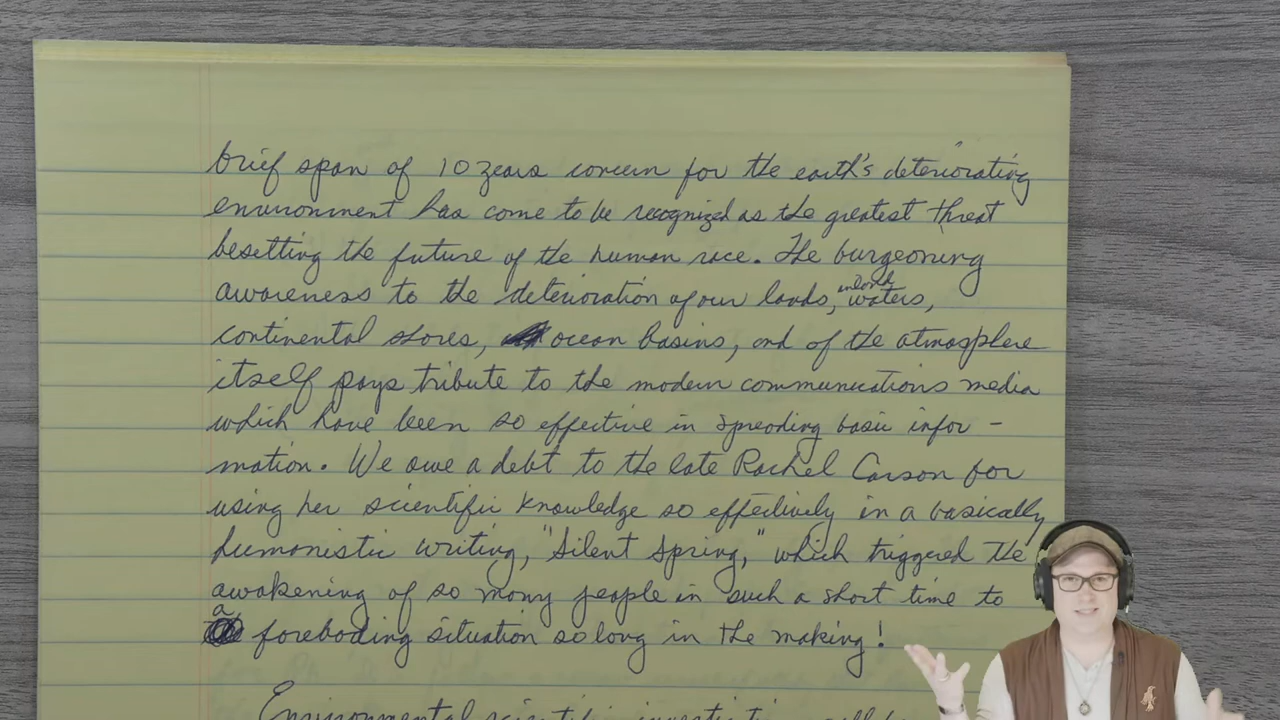 brief span of 10 years concern for the earth's deteriorating
environment has come to be recognized as the greatest threat
besetting the future of the human race. The burgeoning
awareness to the deterioration of our lands, inland waters,
continental shores, ocean basins, and of the atmosphere
itself pays tribute to the modern communications media
which have been so effective in spreading basic infor-
mation. We owe a debt to the late Rachel Carson for
using her scientific knowledge so effectively in a basically
humanistic writing, "Silent Spring," which triggered the
awakening of so many people in such a short time to
a foreboding situation so long in the making!
Environmental scientific